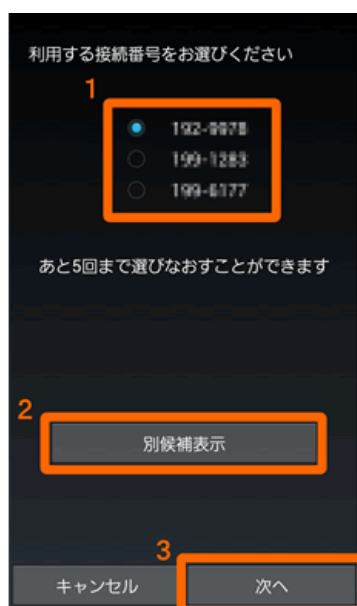 利用する接続番号をお選びください
1
192-9978
199-1283
199-6177
あと5回まで選びなおすことができます
2
別候補表示
3
キャンセル
次へ